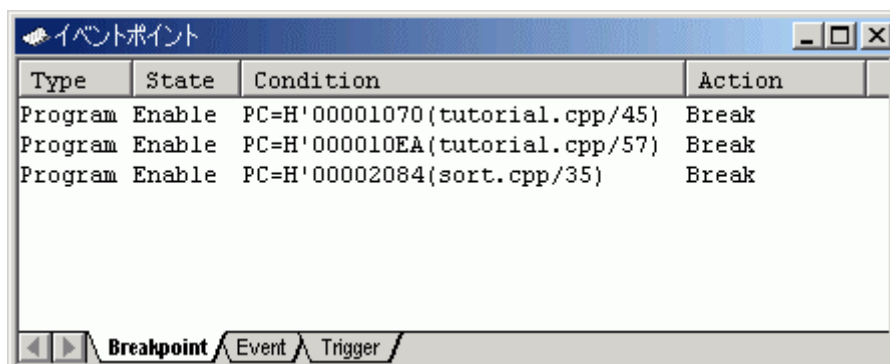 イベントポイント
Type State Condition Action
Program Enable PC=H'00001070(tutorial.cpp/45) Break
Program Enable PC=H'000010EA(tutorial.cpp/57) Break
Program Enable PC=H'00002084(sort.cpp/35) Break
Breakpoint Event Trigger